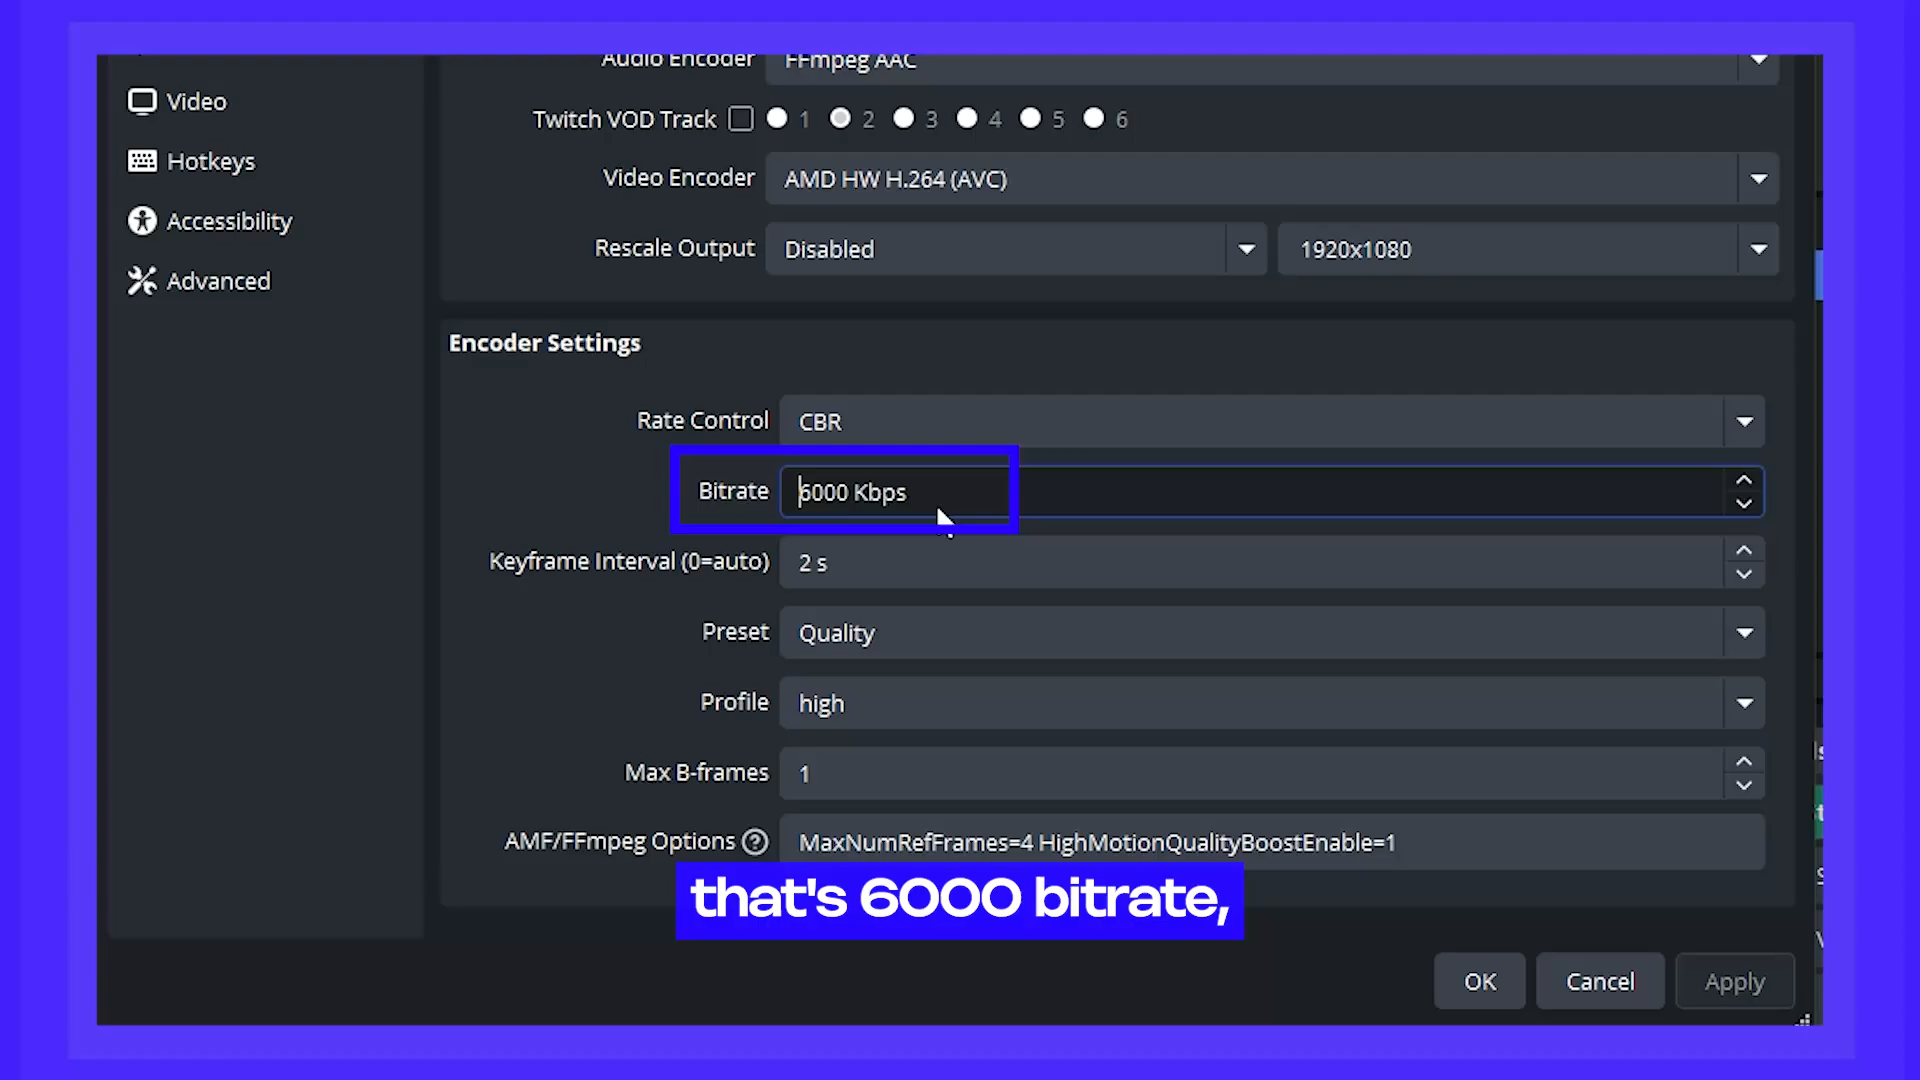 Audio Encoder FFmpeg AAC
Video
Twitch VOD Track 1 2 3 4 5 6
Hotkeys
Video Encoder AMD HW H.264 (AVC)
Accessibility
Rescale Output Disabled 1920x1080
Advanced
Encoder Settings
Rate Control CBR
Bitrate 6000 Kbps
Keyframe Interval (0=auto) 2 s
Preset Quality
Profile high
Max B-frames 1
AMF/FFmpeg Options ? MaxNumRefFrames=4 HighMotionQualityBoostEnable=1
that's 6000 bitrate,
OK Cancel Apply